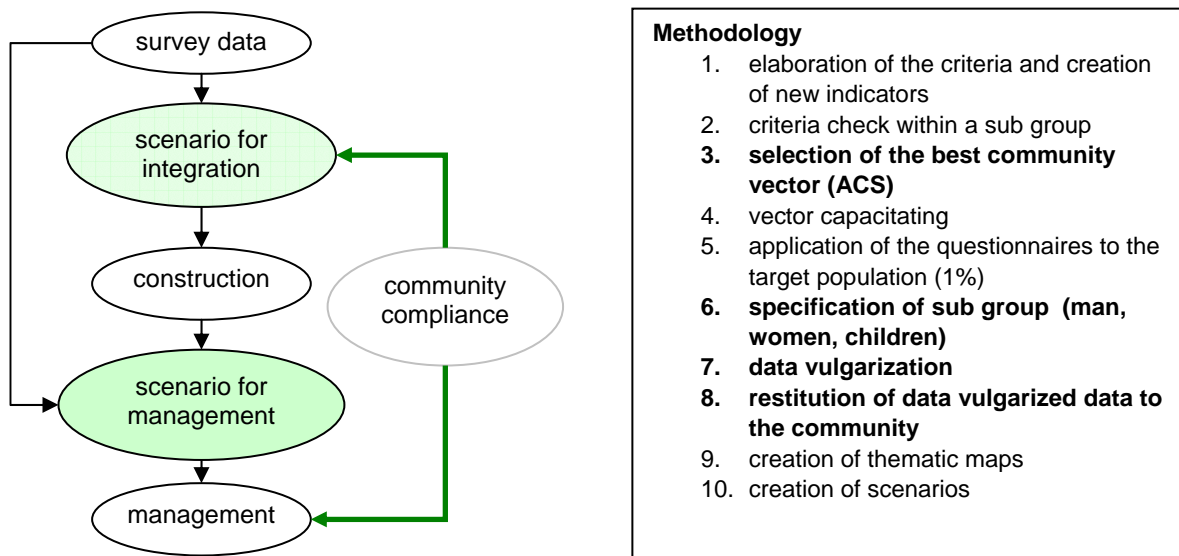 survey data
scenario for
integration
construction
community
compliance
scenario for
management
management
Methodology
1. elaboration of the criteria and creation
of new indicators
2. criteria check within a sub group
3. selection of the best community
vector (ACS)
4. vector capacitating
5. application of the questionnaires to the
target population (1%)
6. specification of sub group (man,
women, children)
7. data vulgarization
8. restitution of data vulgarized data to
the community
9. creation of thematic maps
10. creation of scenarios